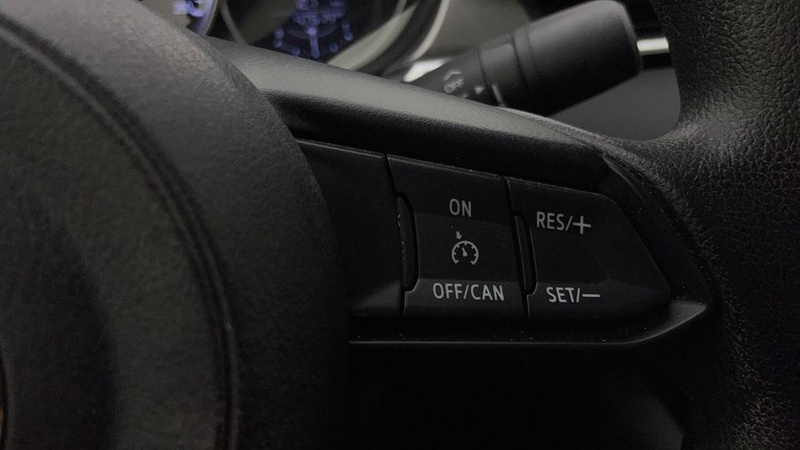 ON
RES/+
OFF/CAN
SET/−